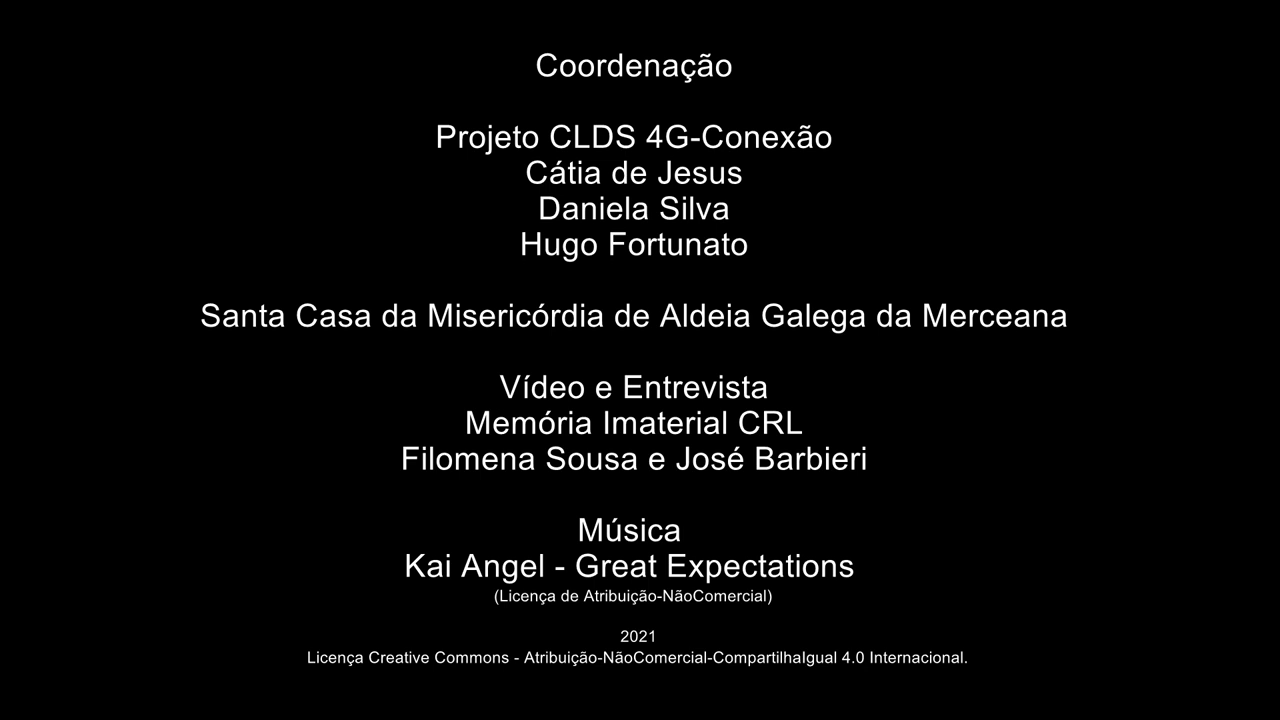 Coordenação
Projeto CLDS 4G-Conexão
Cátia de Jesus
Daniela Silva
Hugo Fortunato
Santa Casa da Misericórdia de Aldeia Galega da Merceana
Vídeo e Entrevista
Memória Imaterial CRL
Filomena Sousa e José Barbieri
Música
Kai Angel - Great Expectations
(Licença de Atribuição-NãoComercial)
2021
Licença Creative Commons - Atribuição-NãoComercial-CompartilhaIgual 4.0 Internacional.